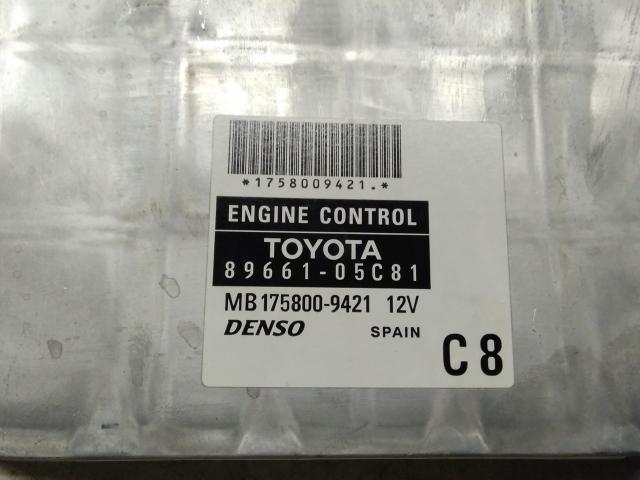 *1758009421.*
ENGINE CONTROL
TOYOTA
89661-05C81
MB175800-9421 12V
DENSO SPAIN
C8